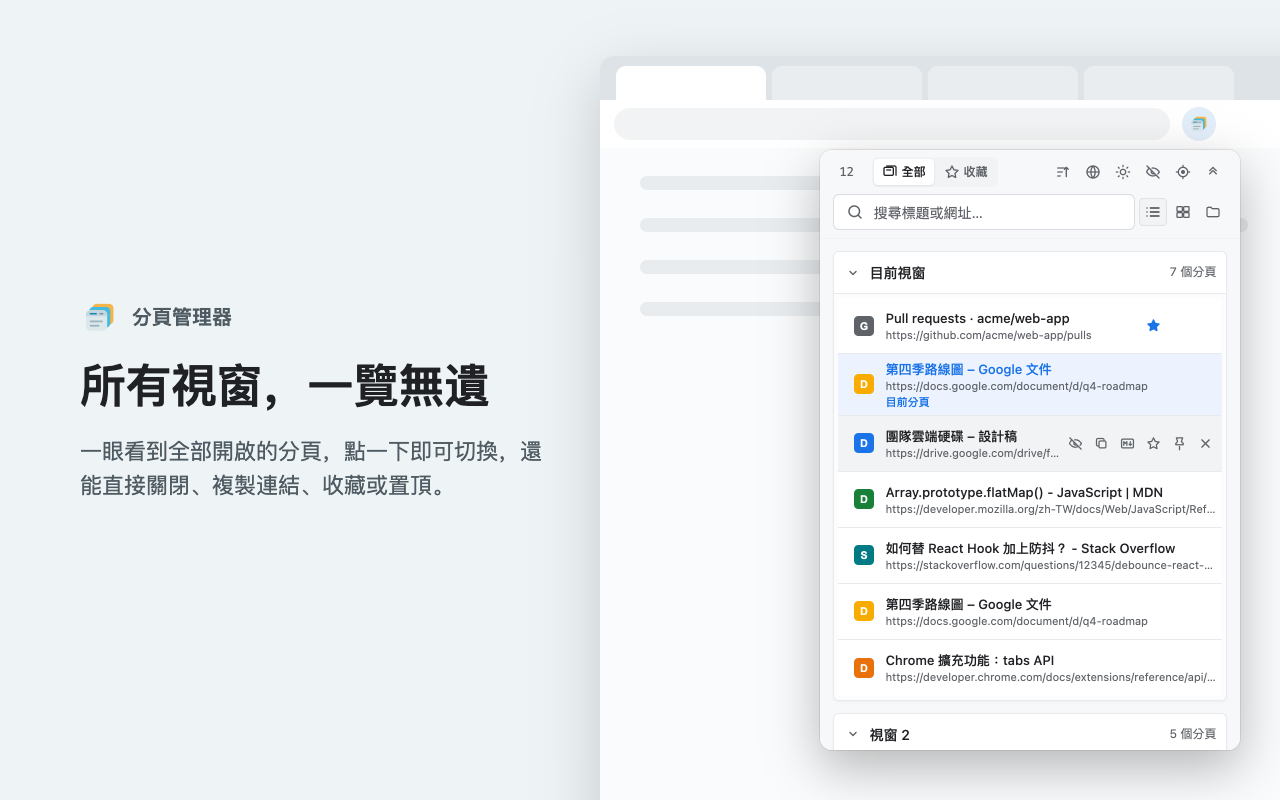 分頁管理器
所有視窗，一覽無遺
一眼看到全部開啟的分頁，點一下即可切換，還
能直接關閉、複製連結、收藏或置頂。
12 全部 收藏
搜尋標題或網址...
目前視窗 7 個分頁
G Pull requests · acme/web-app
https://github.com/acme/web-app/pulls
D 第四季路線圖 – Google 文件
https://docs.google.com/document/d/q4-roadmap
目前分頁
D 團隊雲端硬碟 – 設計稿
https://drive.google.com/drive/f...
D Array.prototype.flatMap() - JavaScript | MDN
https://developer.mozilla.org/zh-TW/docs/Web/JavaScript/Ref...
S 如何替 React Hook 加上防抖？ - Stack Overflow
https://stackoverflow.com/questions/12345/debounce-react-...
D 第四季路線圖 – Google 文件
https://docs.google.com/document/d/q4-roadmap
D Chrome 擴充功能：tabs API
https://developer.chrome.com/docs/extensions/reference/api/...
視窗 2 5 個分頁